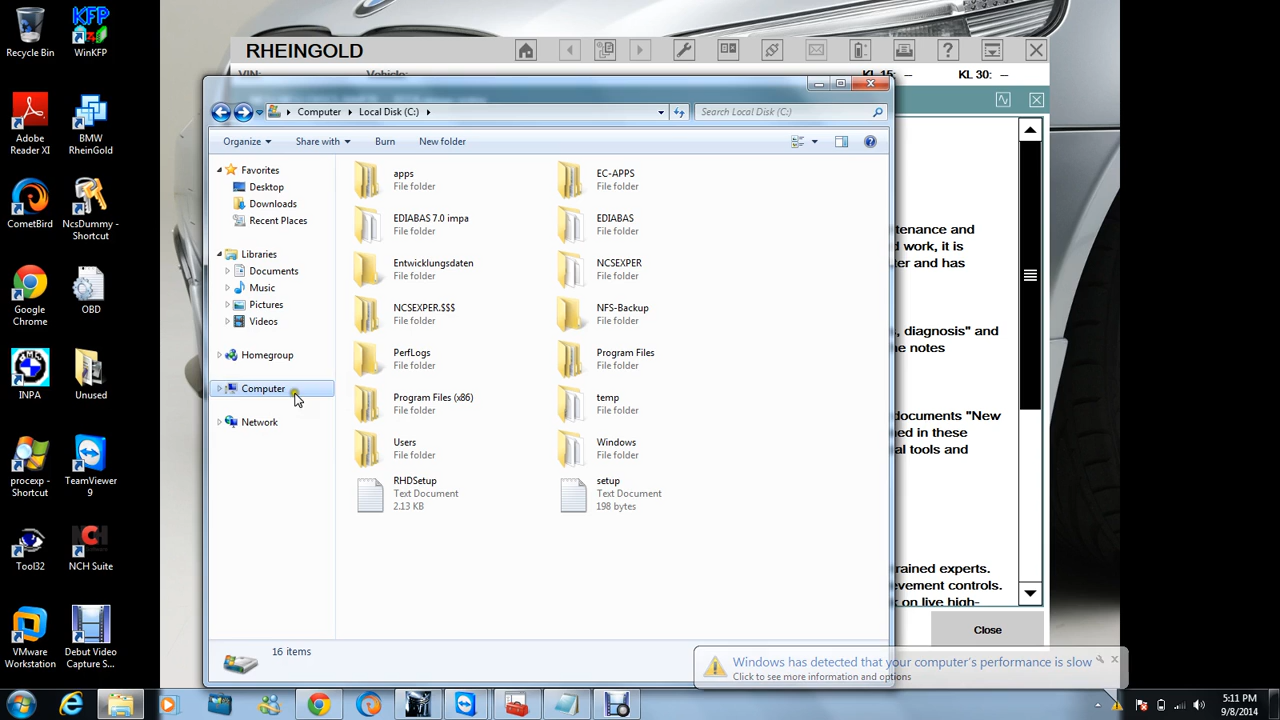 Recycle Bin
WinKFP
Adobe
Reader XI
BMW
RheinGold
CometBird
NcsDummy -
Shortcut
Google
Chrome
OBD
INPA
Unused
procexp -
Shortcut
TeamViewer
9
Tool32
NCH Suite
VMware
Workstation
Debut Video
Capture S...
RHEINGOLD
VIN:
Vehicle:
KL 15: --
KL 30: --
Computer
Local Disk (C:)
Search Local Disk (C:)
Organize
Share with
Burn
New folder
Favorites
Desktop
Downloads
Recent Places
Libraries
Documents
Music
Pictures
Videos
Homegroup
Computer
Network
apps
File folder
EC-APPS
File folder
EDIABAS 7.0 impa
File folder
EDIABAS
File folder
Entwicklungsdaten
File folder
NCSEXPER
File folder
NCSEXPER.$$$
File folder
NFS-Backup
File folder
PerfLogs
File folder
Program Files
File folder
Program Files (x86)
File folder
temp
File folder
Users
File folder
Windows
File folder
RHDSetup
Text Document
2.13 KB
setup
Text Document
198 bytes
16 items
tenance and
d work, it is
ter and has
, diagnosis" and
he notes
documents "New
ned in these
al tools and
rained experts.
evement controls.
on live high-
Close
Windows has detected that your computer's performance is slow
Click to see more information and options
5:11 PM
9/8/2014